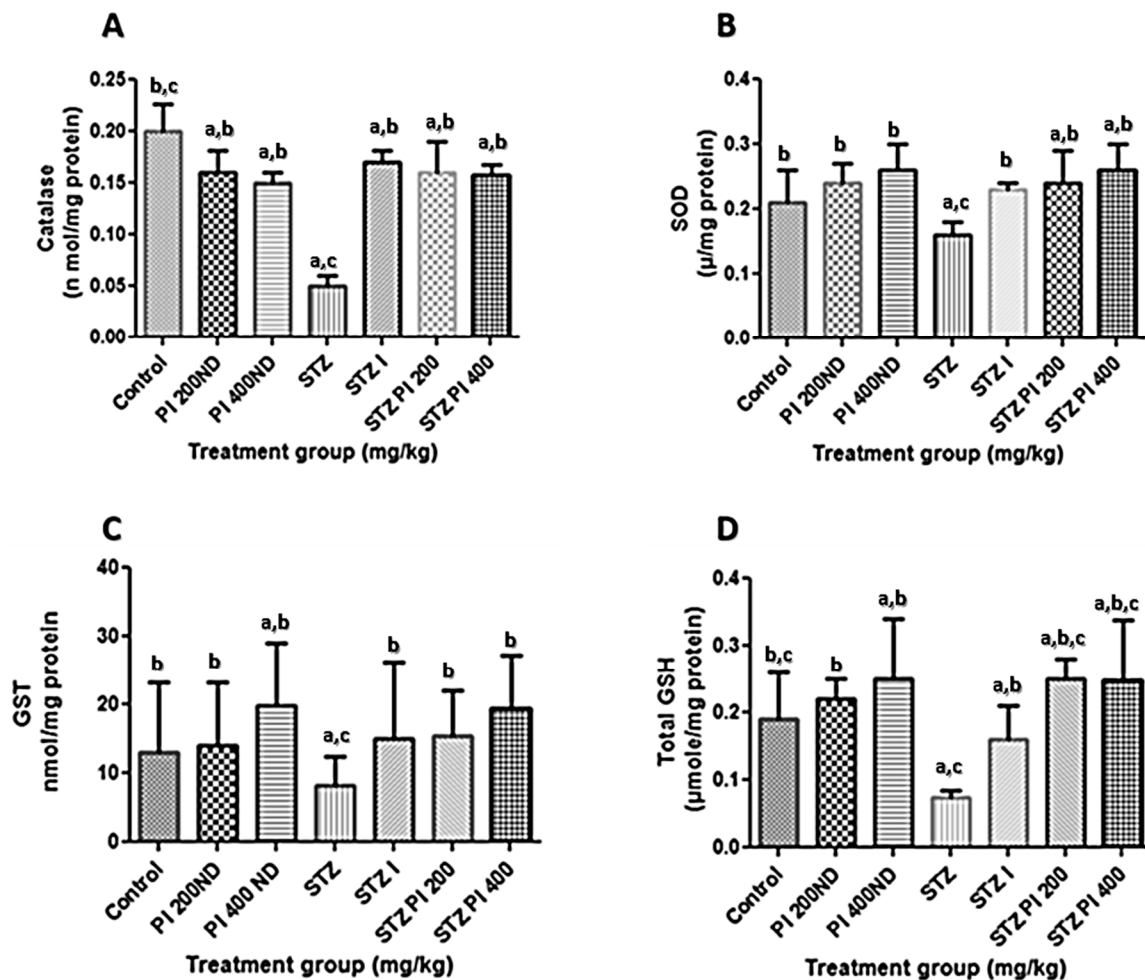 A
Catalase
(n mol/mg protein)
0.25
0.20
0.15
0.10
0.05
0.00
b,c
a,b
a,b
a,c
a,b
a,b
a,b
Control
PI 200ND
PI 400ND
STZ
STZ I
STZ PI 200
STZ PI 400
Treatment group (mg/kg)
B
SOD
(µ/mg protein)
0.4
0.3
0.2
0.1
0.0
b
b
b
a,c
b
a,b
a,b
Control
PI 200ND
PI 400ND
STZ
STZ I
STZ PI 200
STZ PI 400
Treatment group (mg/kg)
C
GST
nmol/mg protein
40
30
20
10
0
b
b
a,b
a,c
b
b
b
Control
PI 200ND
PI 400 ND
STZ
STZ I
STZ PI 200
STZ PI 400
Treatment group (mg/kg)
D
Total GSH
(µmole/mg protein)
0.4
0.3
0.2
0.1
0.0
b,c
b
a,b
a,c
a,b
a,b,c
a,b,c
Control
PI 200ND
PI 400ND
STZ
STZ I
STZ PI 200
STZ PI 400
Treatment group (mg/kg)